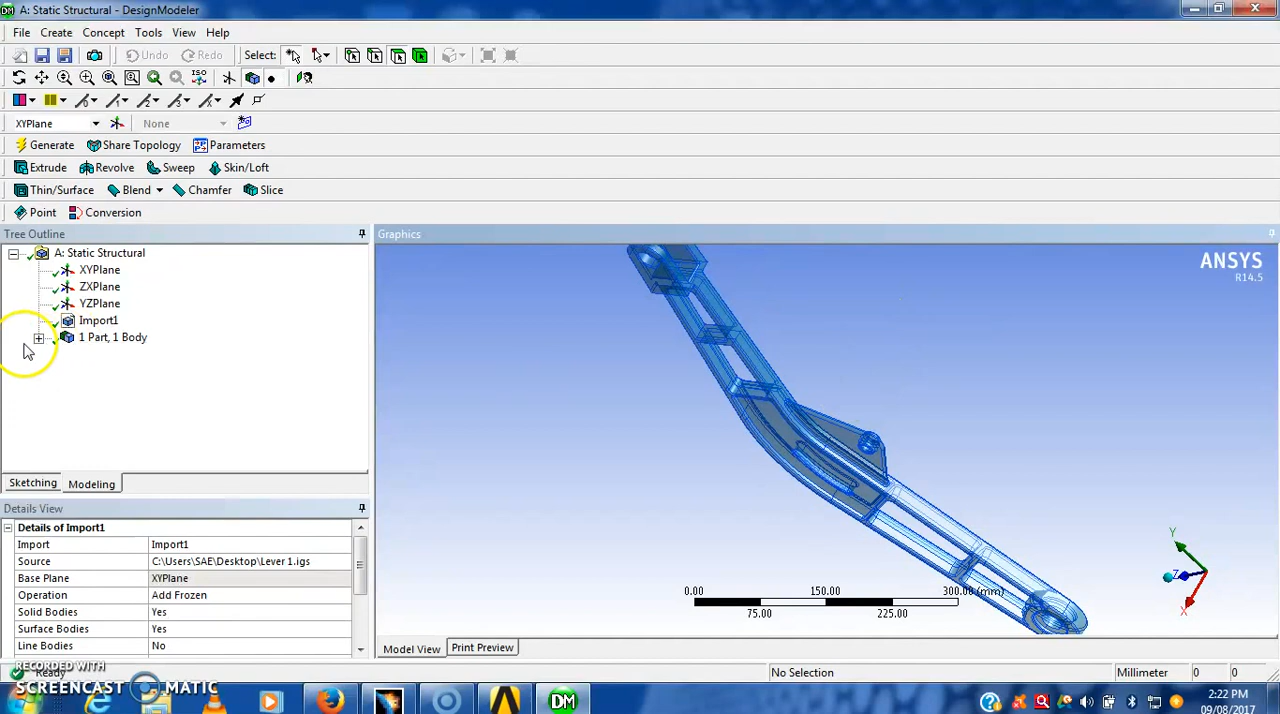 A: Static Structural - DesignModeler
File Create Concept Tools View Help
Undo Redo Select:
XYPlane None
Generate Share Topology Parameters
Extrude Revolve Sweep Skin/Loft
Thin/Surface Blend Chamfer Slice
Point Conversion
Tree Outline
Graphics
A: Static Structural
XYPlane
ZXPlane
YZPlane
Import1
1 Part, 1 Body
ANSYS
R14.5
Y
Z
X
0.00 150.00 300.00 (mm)
75.00 225.00
Sketching Modeling
Details View
Details of Import1
Import Import1
Source C:\Users\SAE\Desktop\Lever 1.igs
Base Plane XYPlane
Operation Add Frozen
Solid Bodies Yes
Surface Bodies Yes
Line Bodies No
Model View Print Preview
Ready No Selection Millimeter 0 0
RECORDED WITH
SCREENCAST MATIC
2:22 PM
09/08/2017